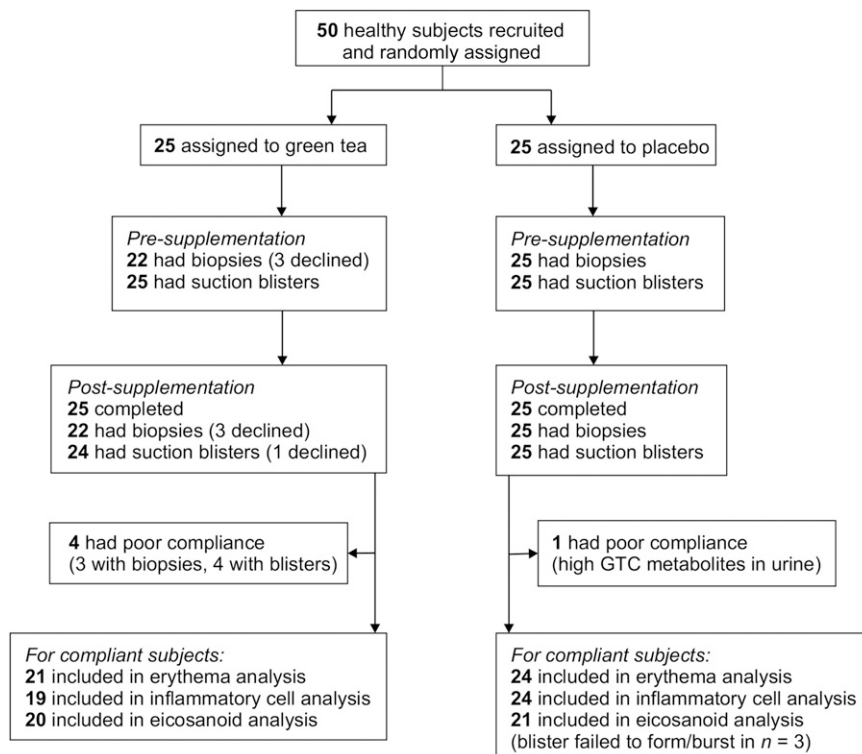 50 healthy subjects recruited
and randomly assigned
25 assigned to green tea
25 assigned to placebo
Pre-supplementation
22 had biopsies (3 declined)
25 had suction blisters
Pre-supplementation
25 had biopsies
25 had suction blisters
Post-supplementation
25 completed
22 had biopsies (3 declined)
24 had suction blisters (1 declined)
Post-supplementation
25 completed
25 had biopsies
25 had suction blisters
4 had poor compliance
(3 with biopsies, 4 with blisters)
1 had poor compliance
(high GTC metabolites in urine)
For compliant subjects:
21 included in erythema analysis
19 included in inflammatory cell analysis
20 included in eicosanoid analysis
For compliant subjects:
24 included in erythema analysis
24 included in inflammatory cell analysis
21 included in eicosanoid analysis
(blister failed to form/burst in n = 3)